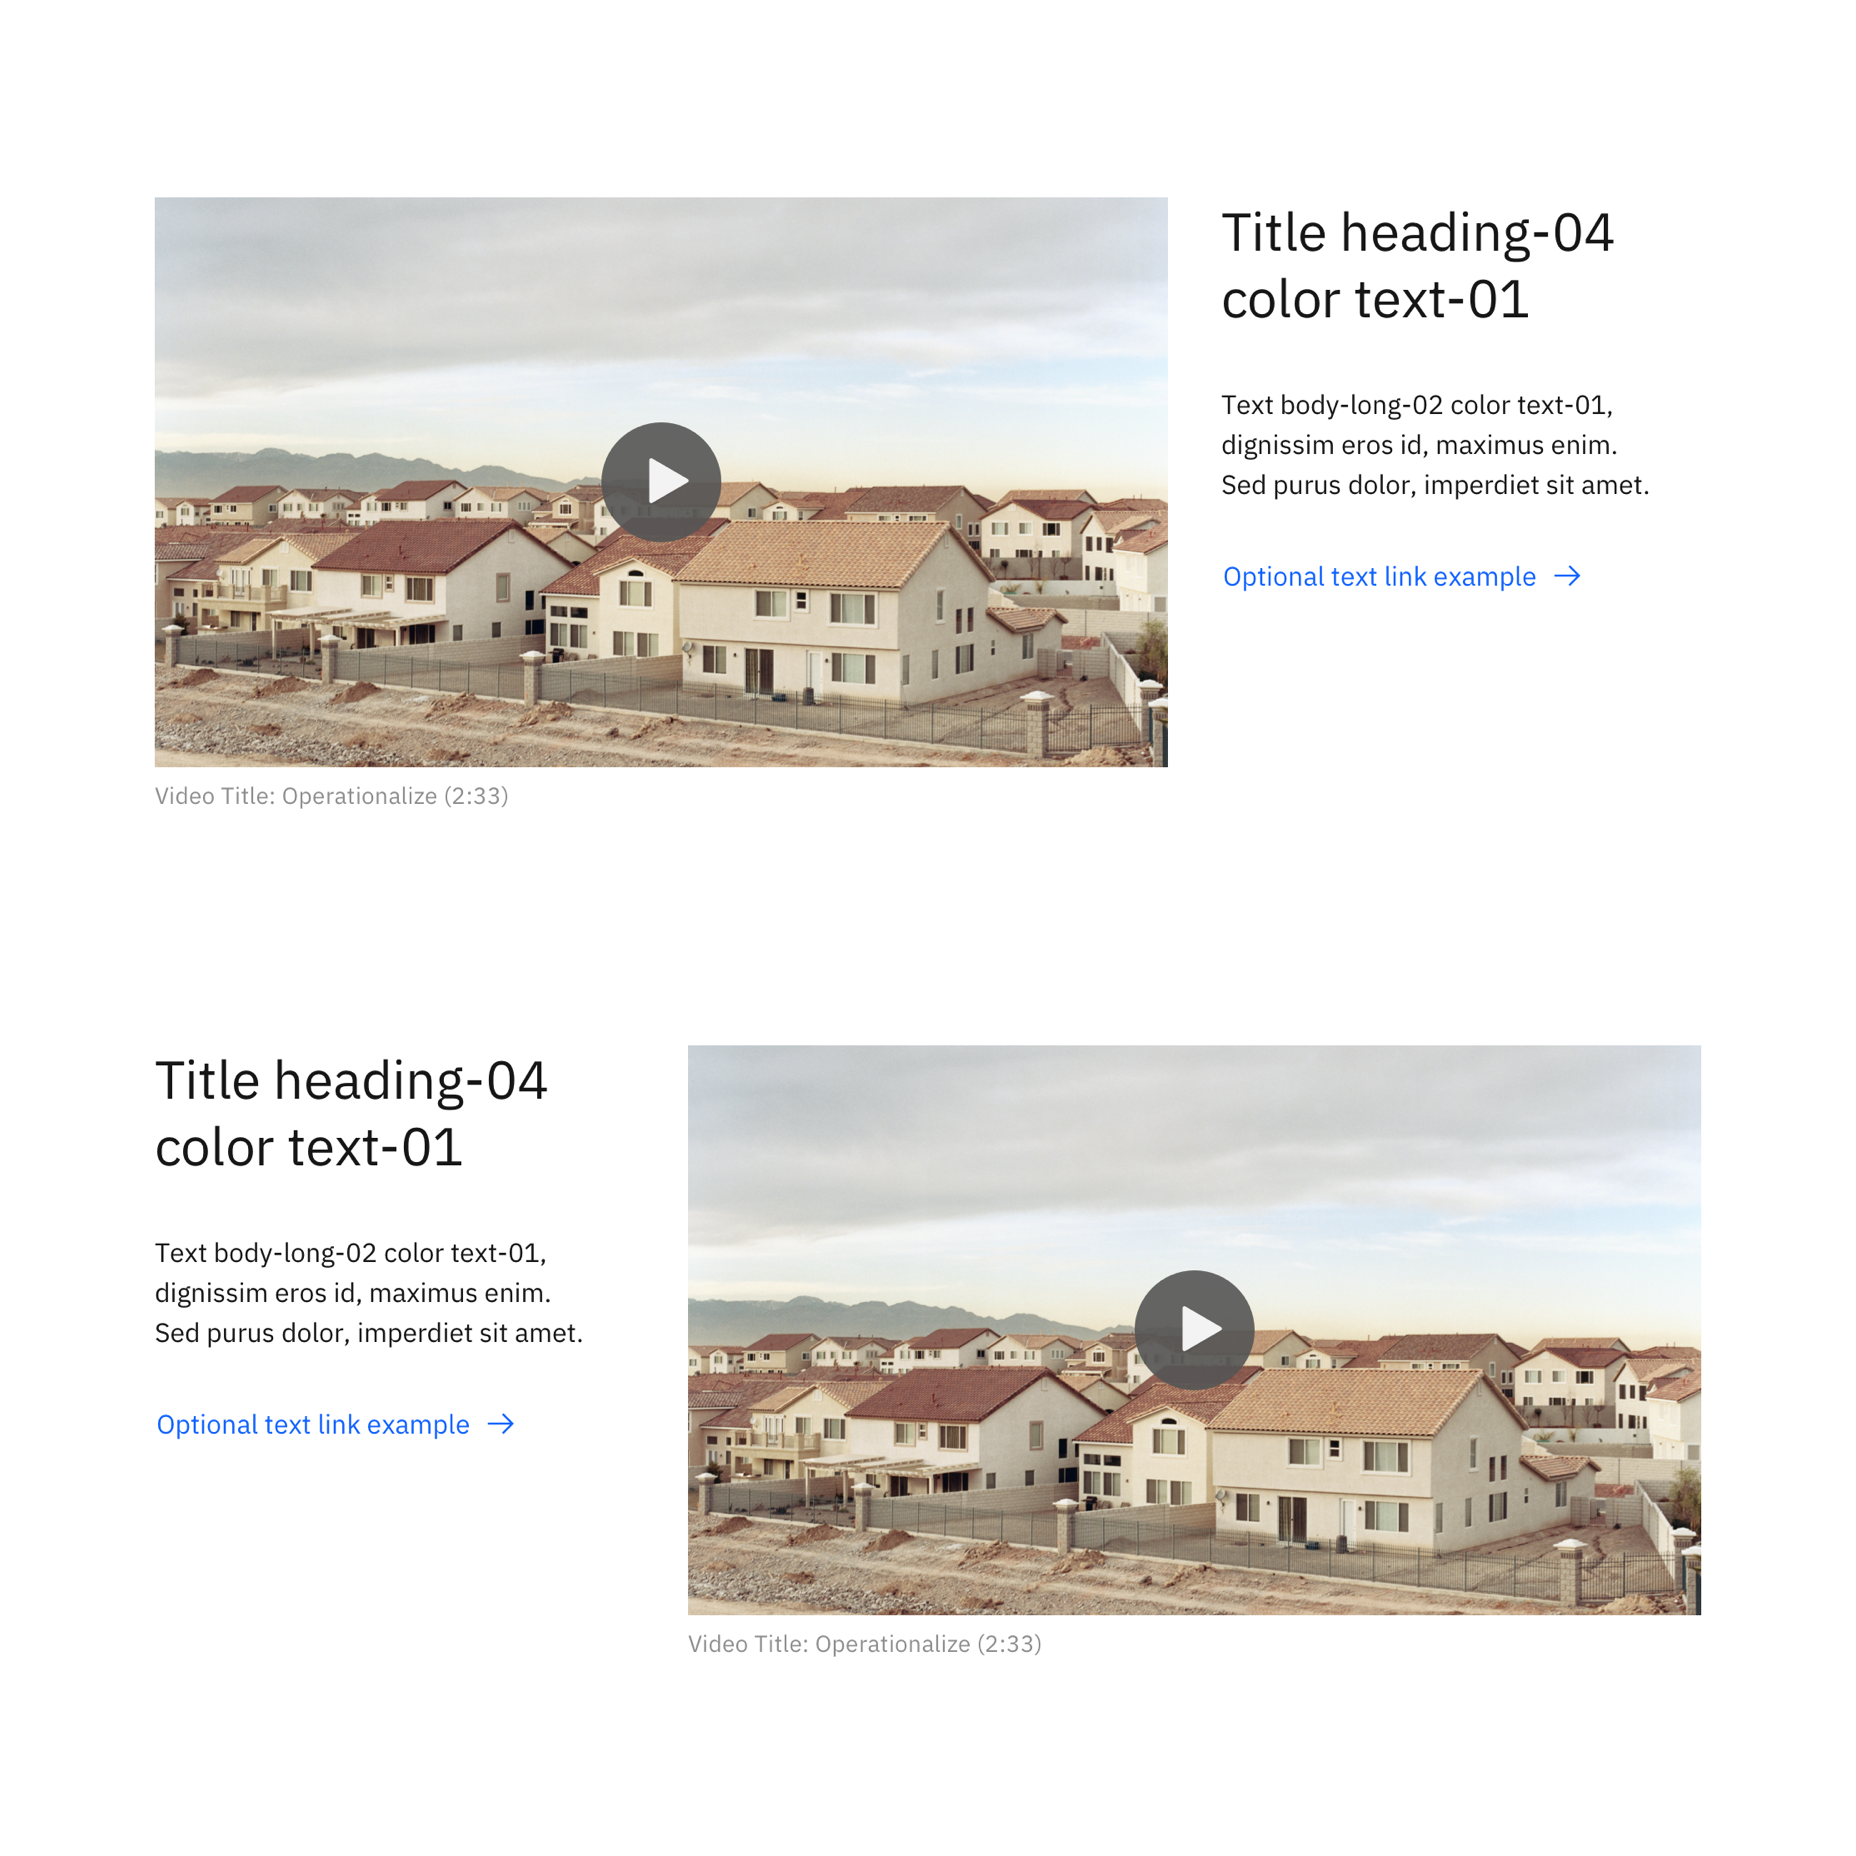 Title heading-04
color text-01
Text body-long-02 color text-01,
dignissim eros id, maximus enim.
Sed purus dolor, imperdiet sit amet.
Optional text link example
Video Title: Operationalize (2:33)
Title heading-04
color text-01
Text body-long-02 color text-01,
dignissim eros id, maximus enim.
Sed purus dolor, imperdiet sit amet.
Optional text link example
Video Title: Operationalize (2:33)